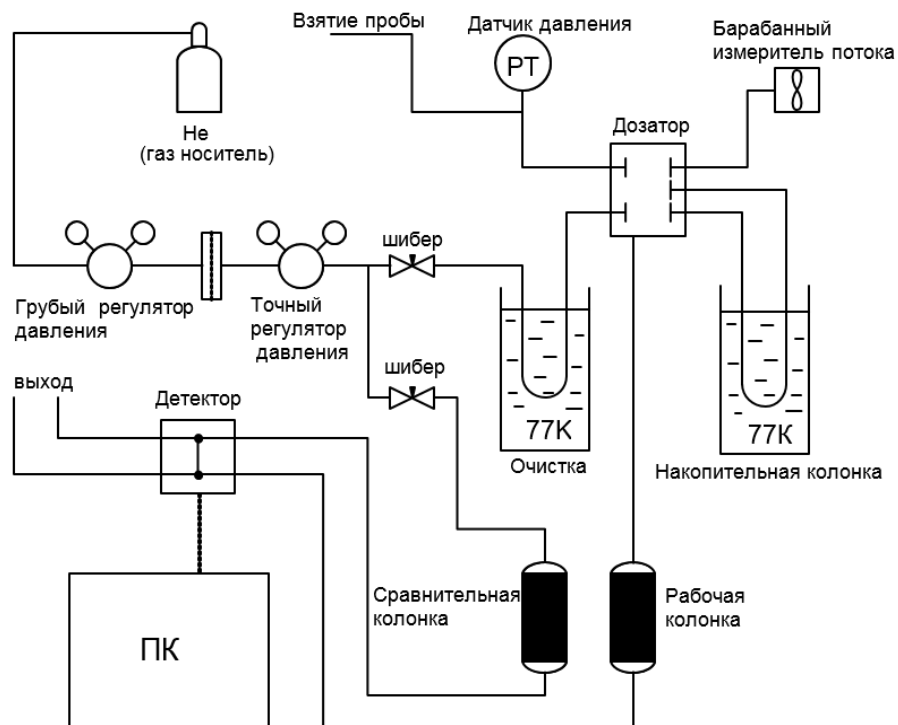 Взятие пробы
Датчик давления
Барабанный
измеритель потока
PT
Дозатор
He
(газ носитель)
шибер
Грубый регулятор
давления
Точный
регулятор
давления
шибер
выход
Детектор
77K
77K
Очистка
Накопительная колонка
Сравнительная
колонка
Рабочая
колонка
ПК